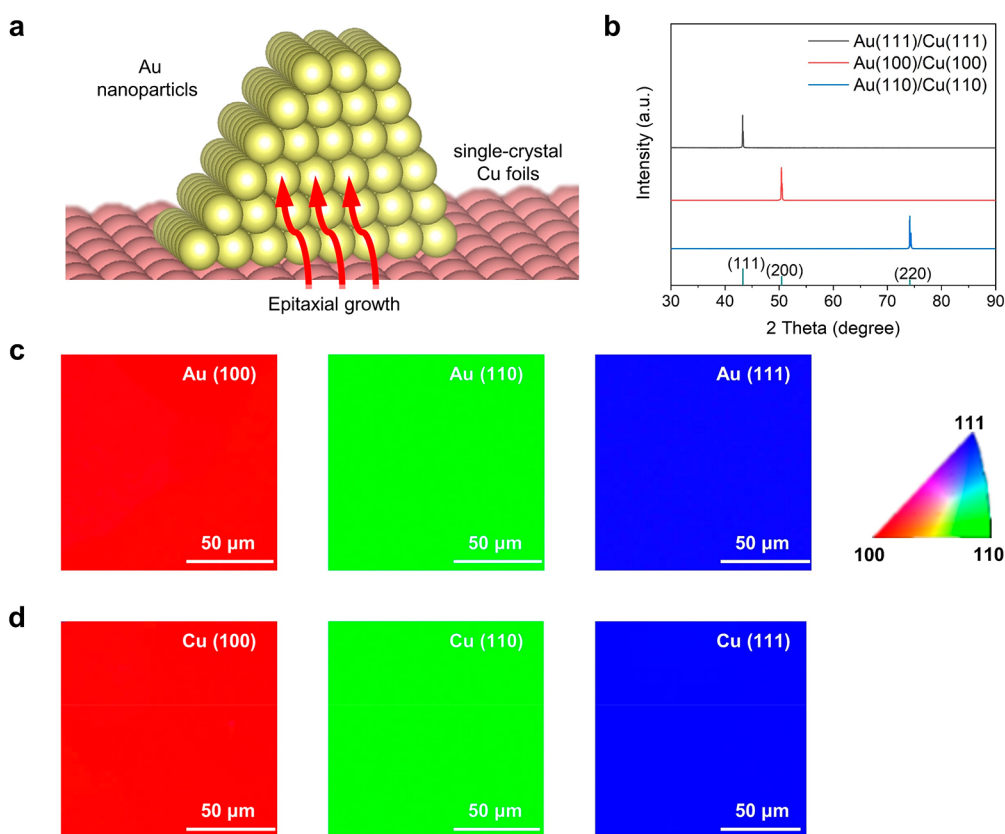 a
Au
nanoparticls
single-crystal
Cu foils
Epitaxial growth
b
Au(111)/Cu(111)
Au(100)/Cu(100)
Au(110)/Cu(110)
Intensity (a.u.)
(111)
(200)
(220)
30 40 50 60 70 80 90
2 Theta (degree)
c
Au (100)
50 μm
Au (110)
50 μm
Au (111)
50 μm
111
100
110
d
Cu (100)
50 μm
Cu (110)
50 μm
Cu (111)
50 μm